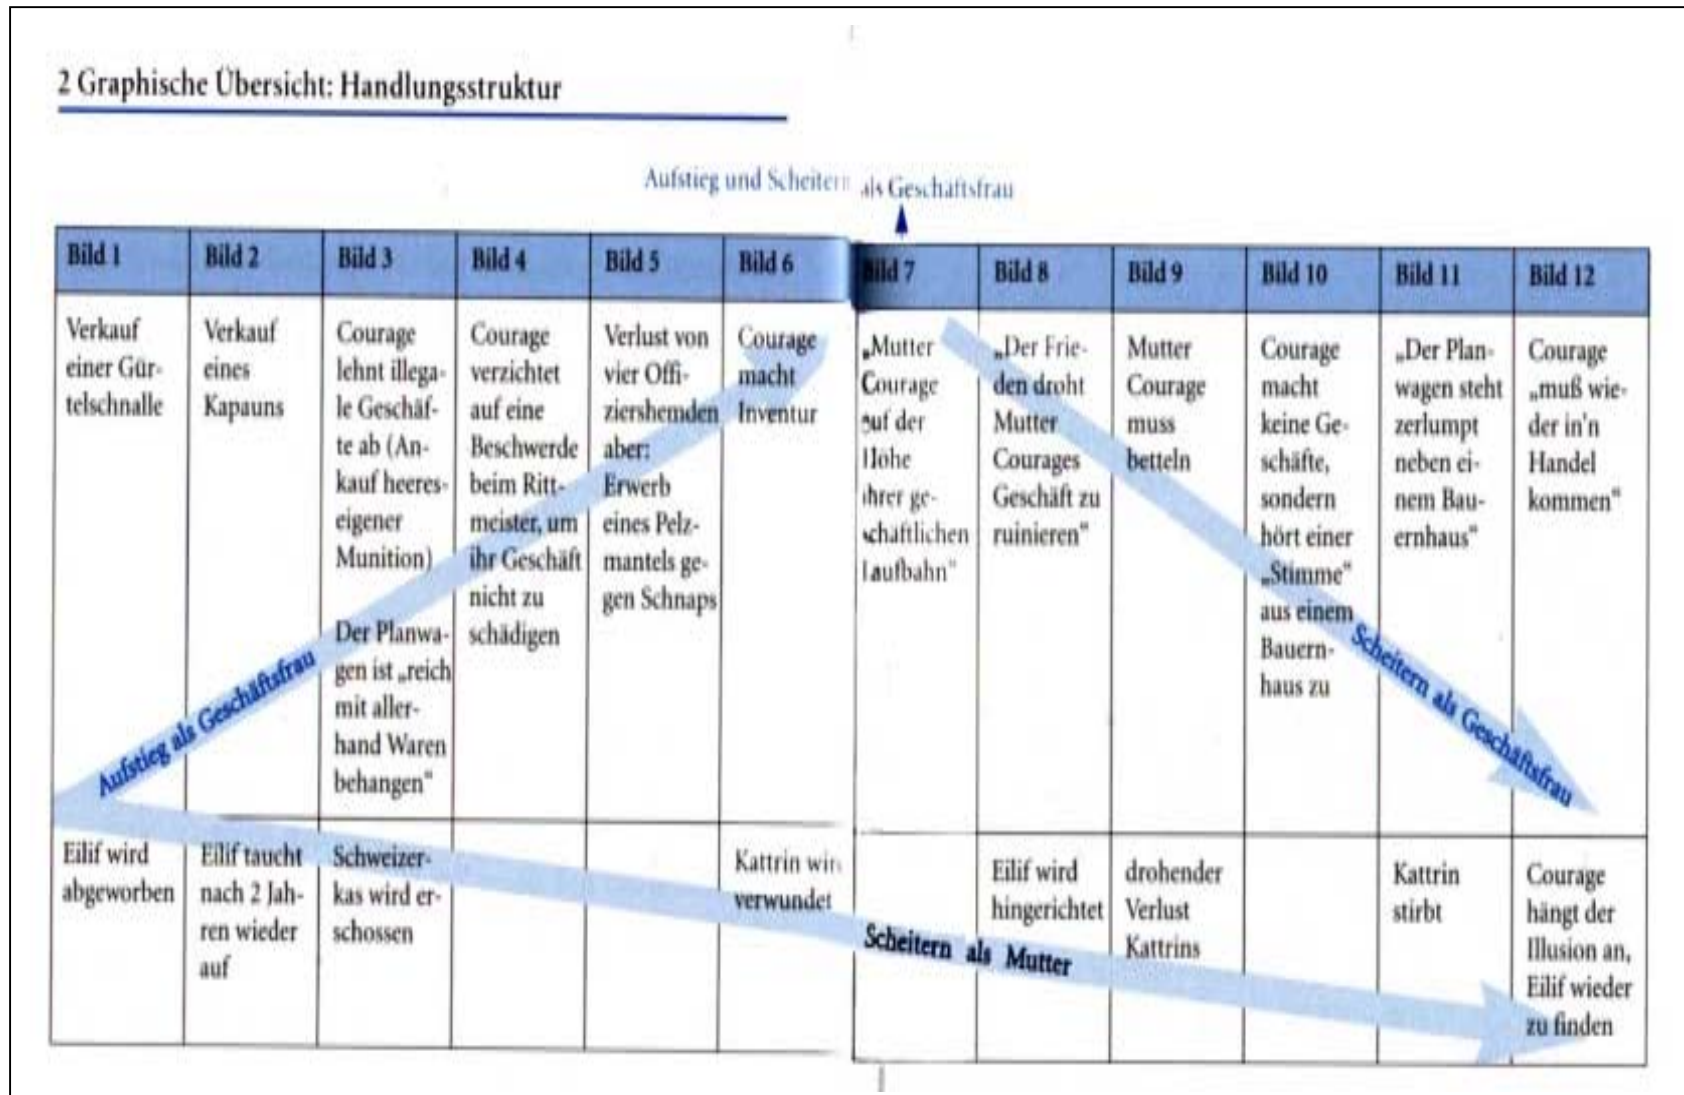 2 Graphische Übersicht: Handlungsstruktur
Aufstieg und Scheitern als Geschäftsfrau
Bild 1
Bild 2
Bild 3
Bild 4
Bild 5
Bild 6
Bild 7
Bild 8
Bild 9
Bild 10
Bild 11
Bild 12
Verkauf
einer Gür-
telschnalle
Verkauf
eines
Kapauns
Courage
lehnt illega-
le Geschäf-
te ab (An-
kauf heeres-
eigener
Munition)
Der Planwa-
gen ist „reich
mit aller-
hand Waren
behangen“
Courage
verzichtet
auf eine
Beschwerde
beim Ritt-
meister, um
ihr Geschäft
nicht zu
schädigen
Verlust von
vier Offi-
ziershemden
aber:
Erwerb
eines Pelz-
mantels ge-
gen Schnaps
Courage
macht
Inventur
„Mutter
Courage
auf der
Höhe
ihrer ge-
schäftlichen
Laufbahn“
„Der Frie-
den droht
Mutter
Courages
Geschäft zu
ruinieren“
Mutter
Courage
muss
betteln
Courage
macht
keine Ge-
schäfte,
sondern
hört einer
„Stimme“
aus einem
Bauern-
haus zu
„Der Plan-
wagen steht
zerlumpt
neben ei-
nem Bau-
ernhaus“
Courage
„muß wie-
der in'n
Handel
kommen“
Aufstieg als Geschäftsfrau
Scheitern als Geschäftsfrau
Eilif wird
abgeworben
Eilif taucht
nach 2 Jah-
ren wieder
auf
Schweizer-
kas wird er-
schossen
Kattrin wird
verwundet
Eilif wird
hingerichtet
drohender
Verlust
Kattrins
Kattrin
stirbt
Courage
hängt der
Illusion an,
Eilif wieder
zu finden
Scheitern als Mutter